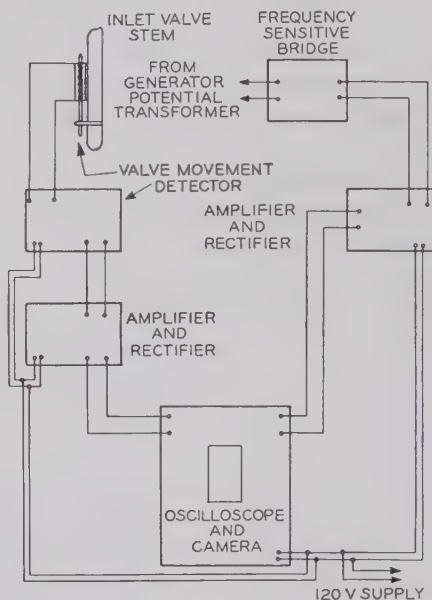 INLET VALVE
STEM
FREQUENCY
SENSITIVE
BRIDGE
FROM
GENERATOR
POTENTIAL
TRANSFORMER
VALVE MOVEMENT
DETECTOR
AMPLIFIER
AND
RECTIFIER
AMPLIFIER
AND
RECTIFIER
OSCILLOSCOPE
AND
CAMERA
120 V SUPPLY